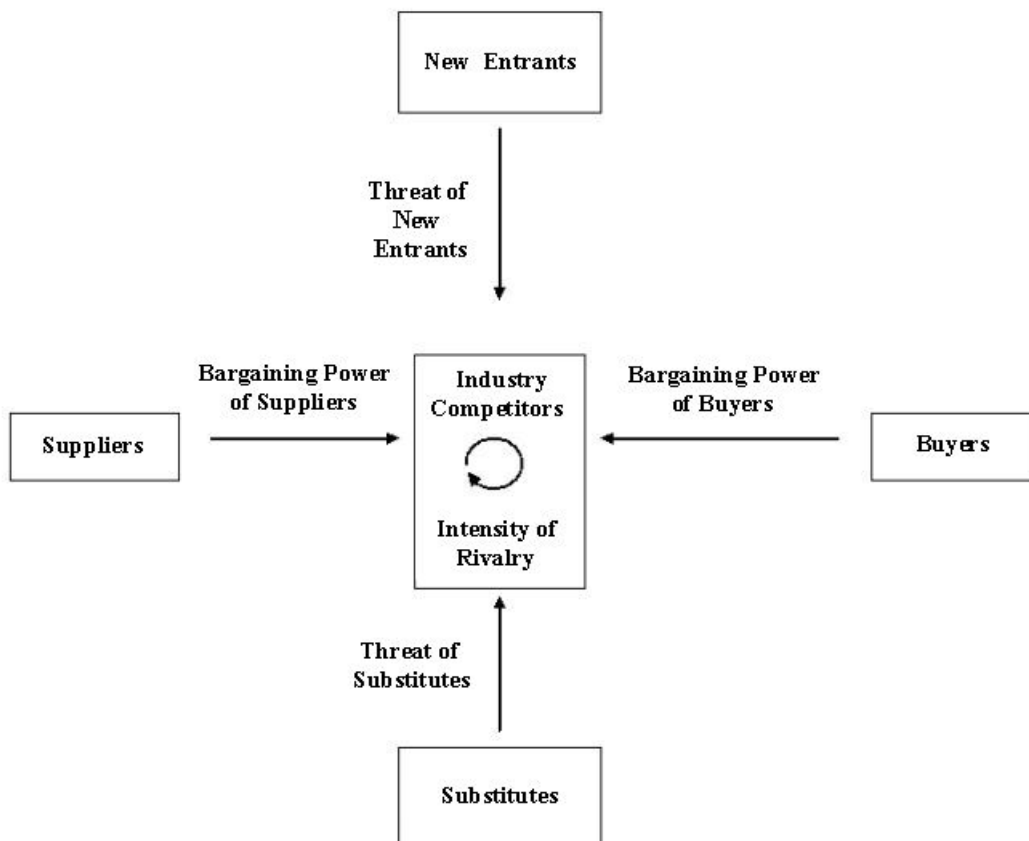 New Entrants
Threat of
New
Entrants
Bargaining Power
of Suppliers
Industry
Competitors
Bargaining Power
of Buyers
Suppliers
Buyers
Intensity of
Rivalry
Threat of
Substitutes
Substitutes